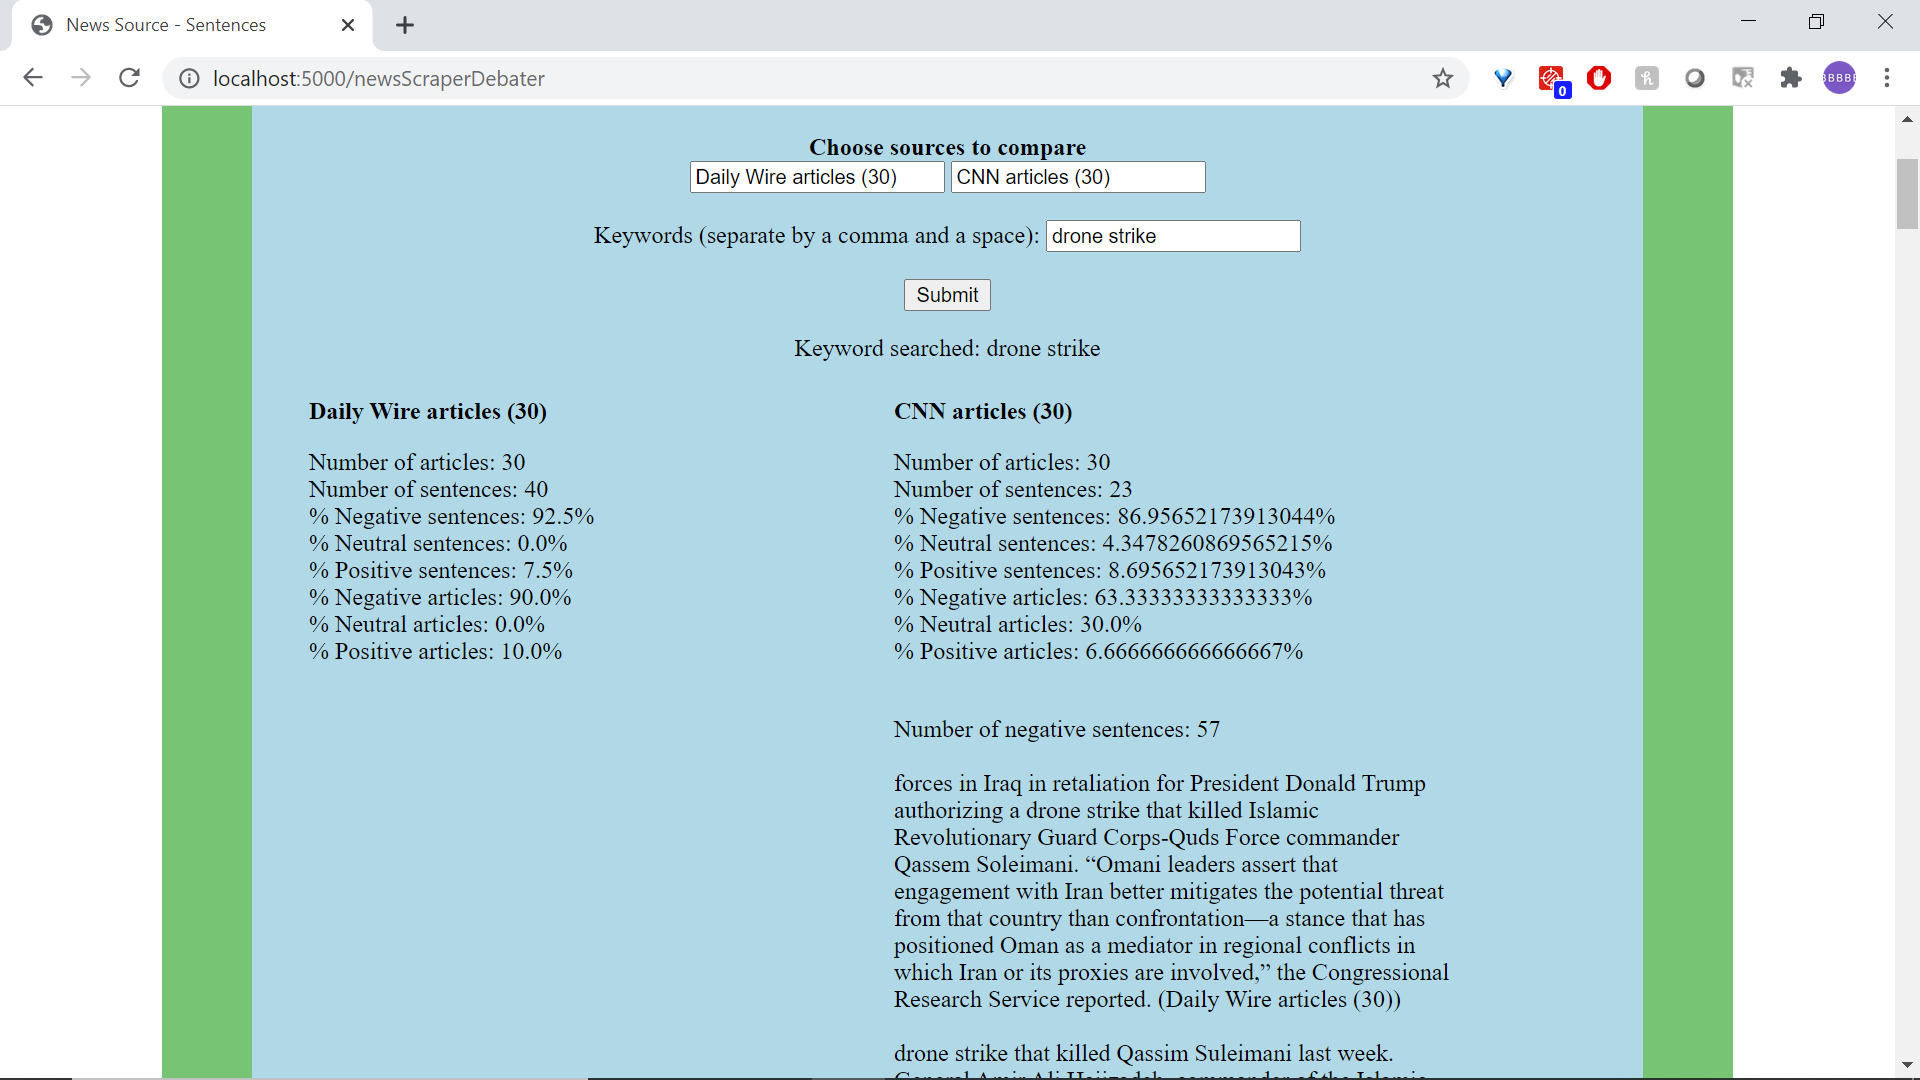 News Source - Sentences
localhost:5000/newsScraperDebater
0
BBBB
Choose sources to compare
Daily Wire articles (30) CNN articles (30)
Keywords (separate by a comma and a space): drone strike
Submit
Keyword searched: drone strike
Daily Wire articles (30)
Number of articles: 30
Number of sentences: 40
% Negative sentences: 92.5%
% Neutral sentences: 0.0%
% Positive sentences: 7.5%
% Negative articles: 90.0%
% Neutral articles: 0.0%
% Positive articles: 10.0%
CNN articles (30)
Number of articles: 30
Number of sentences: 23
% Negative sentences: 86.95652173913044%
% Neutral sentences: 4.3478260869565215%
% Positive sentences: 8.695652173913043%
% Negative articles: 63.33333333333333%
% Neutral articles: 30.0%
% Positive articles: 6.666666666666667%
Number of negative sentences: 57
forces in Iraq in retaliation for President Donald Trump
authorizing a drone strike that killed Islamic
Revolutionary Guard Corps-Quds Force commander
Qassem Soleimani. “Omani leaders assert that
engagement with Iran better mitigates the potential threat
from that country than confrontation—a stance that has
positioned Oman as a mediator in regional conflicts in
which Iran or its proxies are involved,” the Congressional
Research Service reported. (Daily Wire articles (30))
drone strike that killed Qassim Suleimani last week.